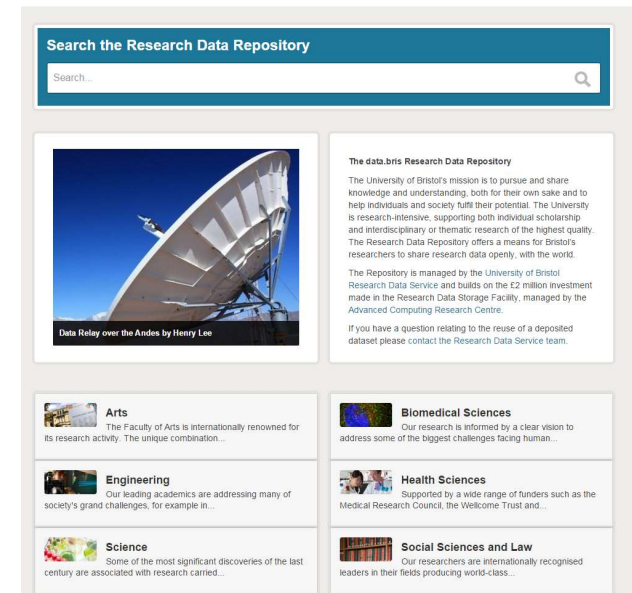 Search the Research Data Repository
Search...
Data Relay over the Andes by Henry Lee
The data.bris Research Data Repository
The University of Bristol's mission is to pursue and share
knowledge and understanding, both for their own sake and to
help individuals and society fulfil their potential. The University
is research-intensive, supporting both individual scholarship
and interdisciplinary or thematic research of the highest quality.
The Research Data Repository offers a means for Bristol's
researchers to share research data openly, with the world.
The Repository is managed by the University of Bristol
Research Data Service and builds on the £2 million investment
made in the Research Data Storage Facility, managed by the
Advanced Computing Research Centre.
If you have a question relating to the reuse of a deposited
dataset please contact the Research Data Service team.
Arts
The Faculty of Arts is internationally renowned for
its research activity. The unique combination...
Biomedical Sciences
Our research is informed by a clear vision to
address some of the biggest challenges facing human...
Engineering
Our leading academics are addressing many of
society's grand challenges, for example in...
Health Sciences
Supported by a wide range of funders such as the
Medical Research Council, the Wellcome Trust and...
Science
Some of the most significant discoveries of the last
century are associated with research carried...
Social Sciences and Law
Our researchers are internationally recognised
leaders in their fields producing world-class...